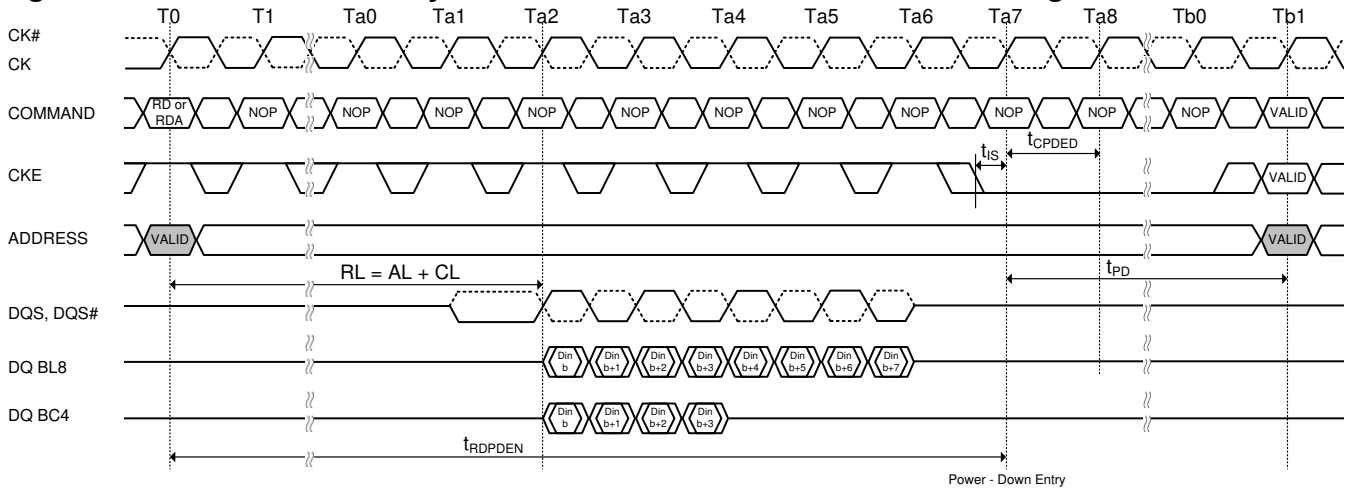 T0 T1 Ta0 Ta1 Ta2 Ta3 Ta4 Ta5 Ta6 Ta7 Ta8 Tb0 Tb1
CK#
CK
COMMAND RD or RDA NOP NOP NOP NOP NOP NOP NOP NOP NOP NOP NOP VALID
tIS tCPDED
CKE VALID
ADDRESS VALID VALID
RL = AL + CL tPD
DQS, DQS#
DQ BL8 Din b Din b+1 Din b+2 Din b+3 Din b+4 Din b+5 Din b+6 Din b+7
DQ BC4 Din b Din b+1 Din b+2 Din b+3
tRDPDEN
Power - Down Entry